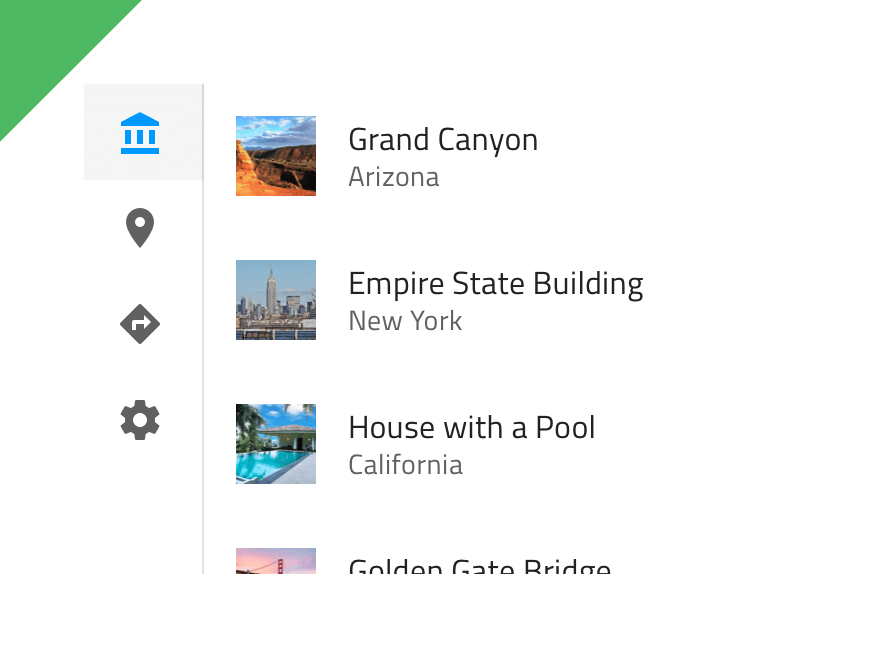 Grand Canyon
Arizona
Empire State Building
New York
House with a Pool
California
Golden Gate Bridge